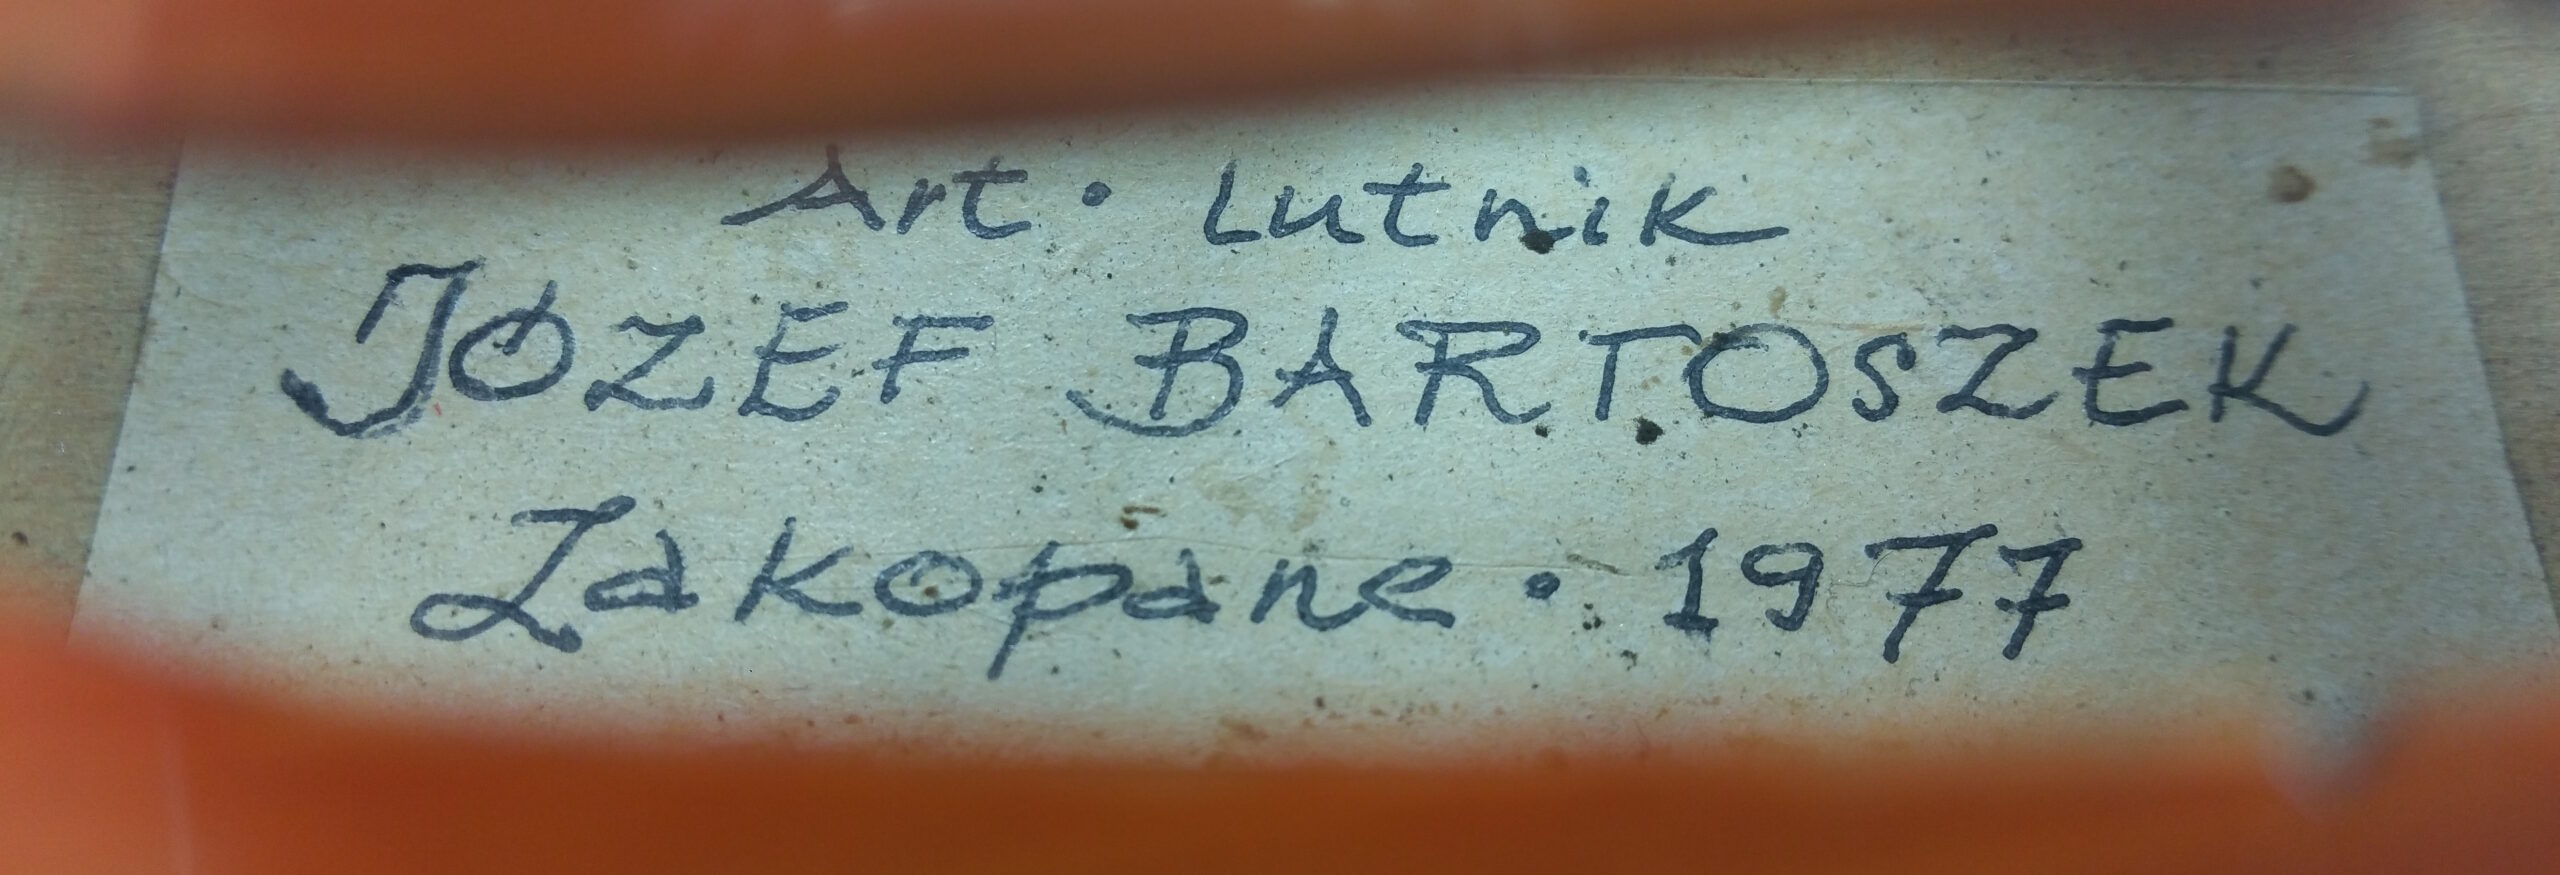 Art. Lutnik
JÓZEF BARTOSZEK
Zakopane. 1977